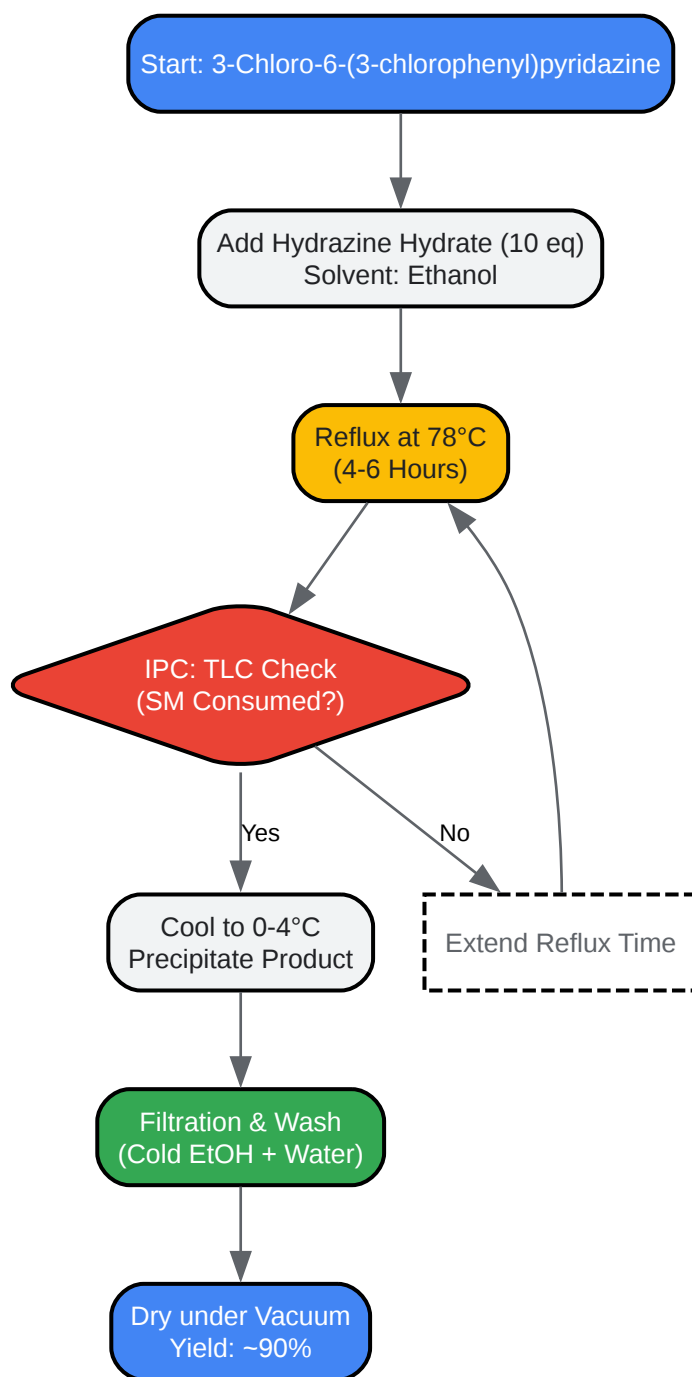 Start: 3-Chloro-6-(3-chlorophenyl)pyridazine
Add Hydrazine Hydrate (10 eq)
Solvent: Ethanol
Reflux at 78°C
(4-6 Hours)
IPC: TLC Check
(SM Consumed?)
Yes
No
Cool to 0-4°C
Precipitate Product
Extend Reflux Time
Filtration & Wash
(Cold EtOH + Water)
Dry under Vacuum
Yield: ~90%